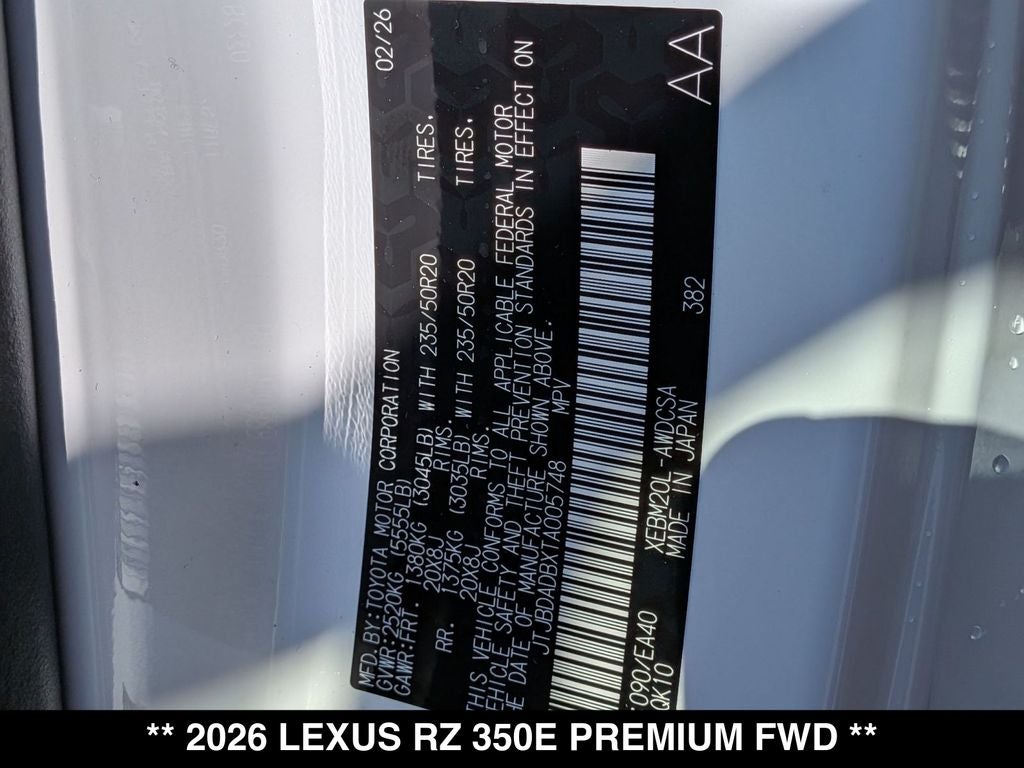 MFD. BY: TOYOTA MOTOR CORPORATION 02/26
GVWR: 2520KG (5555LB)
GAWR: FRT. 1380KG (3045LB) WITH 235/50R20 TIRES.
20X8J RIMS.
RR. 1375KG (3035LB) WITH 235/50R20 TIRES.
20X8J RIMS.
THIS VEHICLE CONFORMS TO ALL APPLICABLE FEDERAL MOTOR
VEHICLE SAFETY AND THEFT PREVENTION STANDARDS IN EFFECT ON
HE DATE OF MANUFACTURE SHOWN ABOVE.
JTJBDADBXTA005748 MPV
090/EA40 XEBM20L-AWDCSA
QK10 MADE IN JAPAN 382
AA
** 2026 LEXUS RZ 350E PREMIUM FWD **